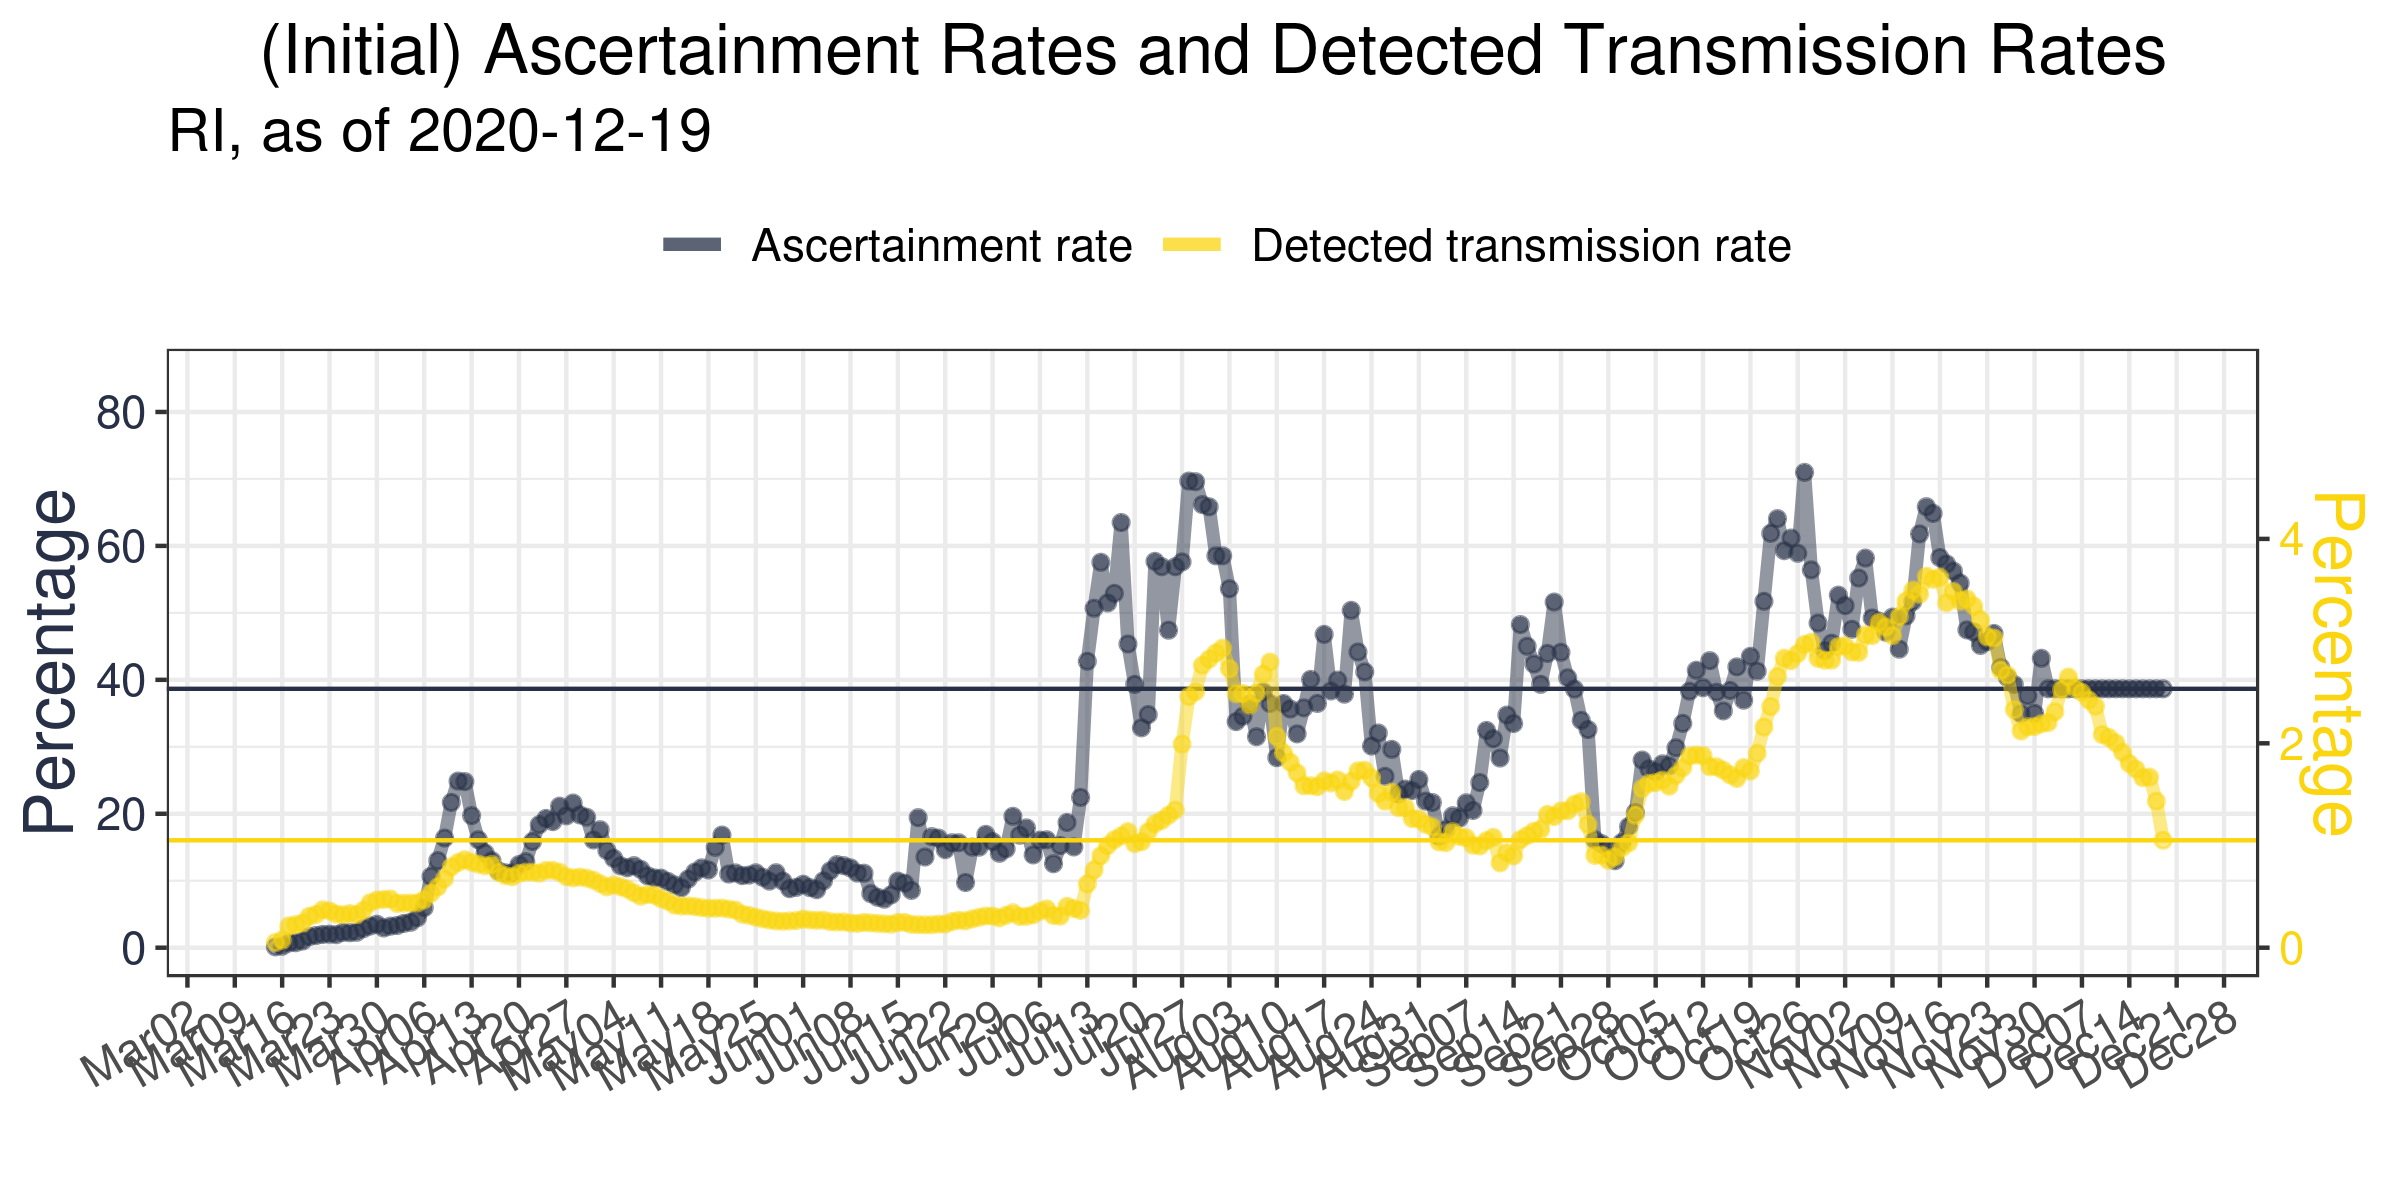 (Initial) Ascertainment Rates and Detected Transmission Rates
RI, as of 2020-12-19
Ascertainment rate
Detected transmission rate
Percentage
80
60
40
20
0
Percentage
4
2
0
Mar02
Mar09
Mar16
Mar23
Mar30
Apr06
Apr13
Apr20
Apr27
May04
May11
May18
May25
Jun01
Jun08
Jun15
Jun22
Jun29
Jul06
Jul13
Jul20
Jul27
Aug03
Aug10
Aug17
Aug24
Aug31
Sep07
Sep14
Sep21
Sep28
Oct05
Oct12
Oct19
Oct26
Nov02
Nov09
Nov16
Nov23
Nov30
Dec07
Dec14
Dec21
Dec28